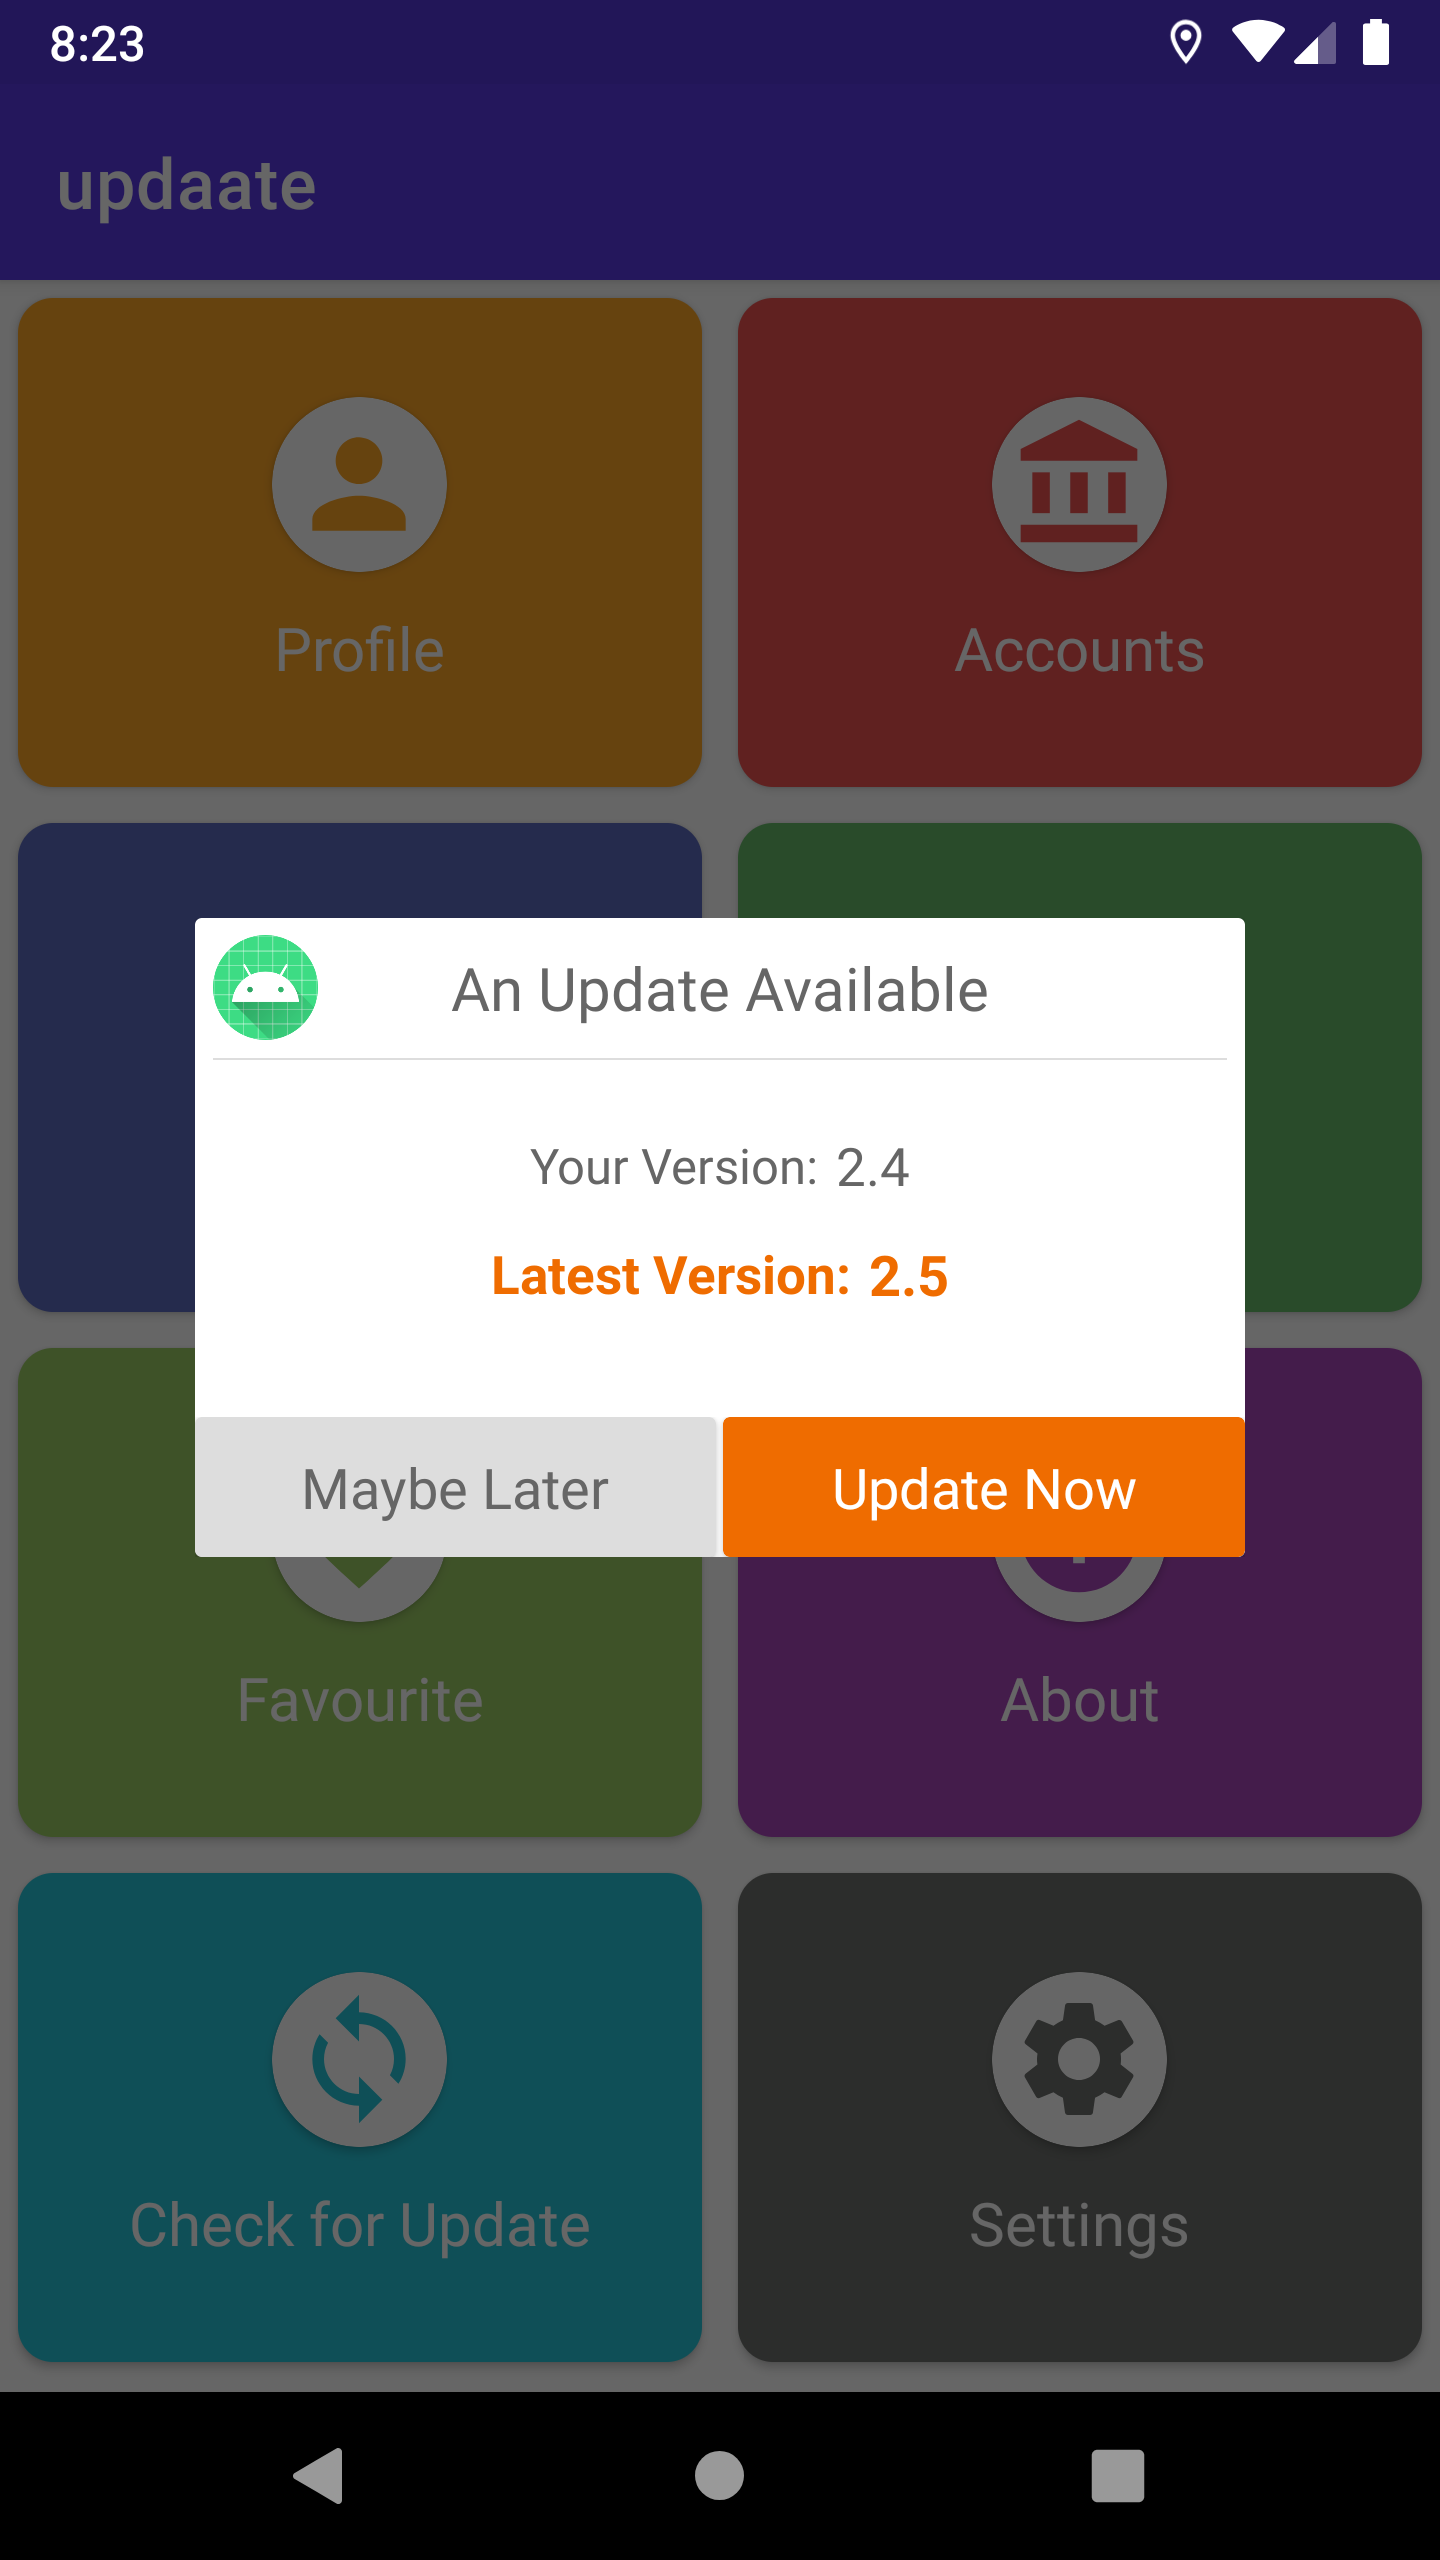 8:23
updaate
Profile
Accounts
An Update Available
Your Version: 2.4
Latest Version: 2.5
Maybe Later
Update Now
Favourite
About
Check for Update
Settings